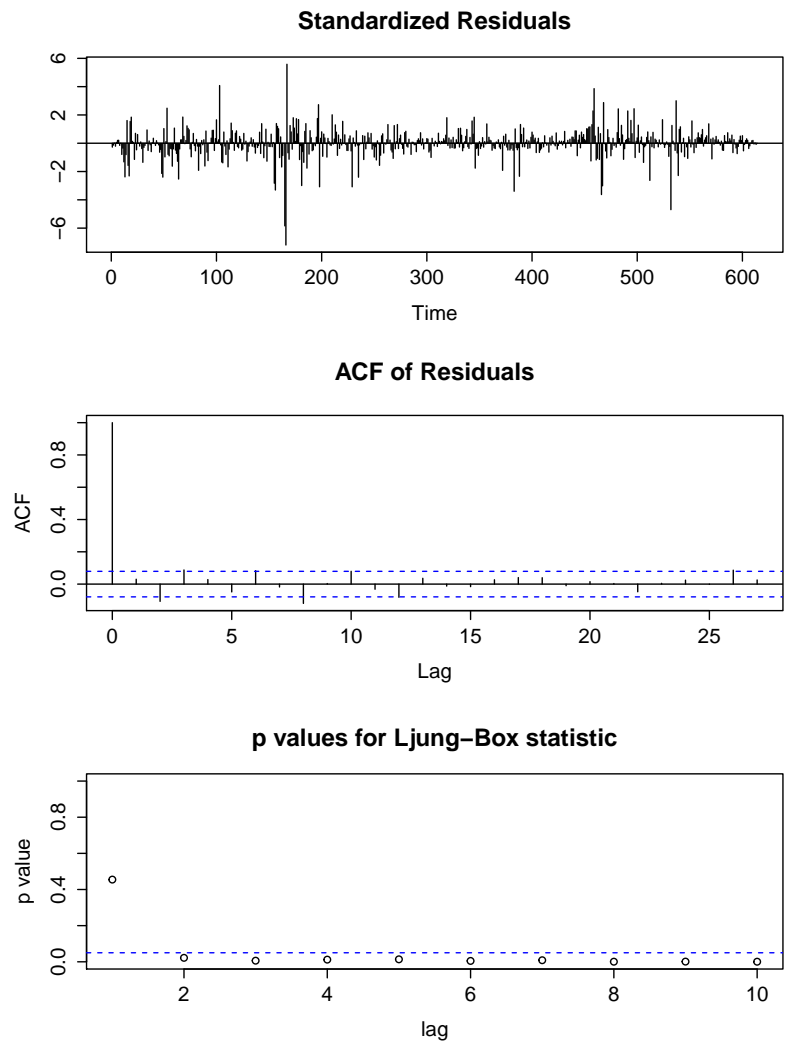 Standardized Residuals
6
2
−2
−6
0 100 200 300 400 500 600
Time
ACF of Residuals
ACF
0.8
0.4
0.0
0 5 10 15 20 25
Lag
p values for Ljung−Box statistic
p value
0.8
0.4
0.0
2 4 6 8 10
lag